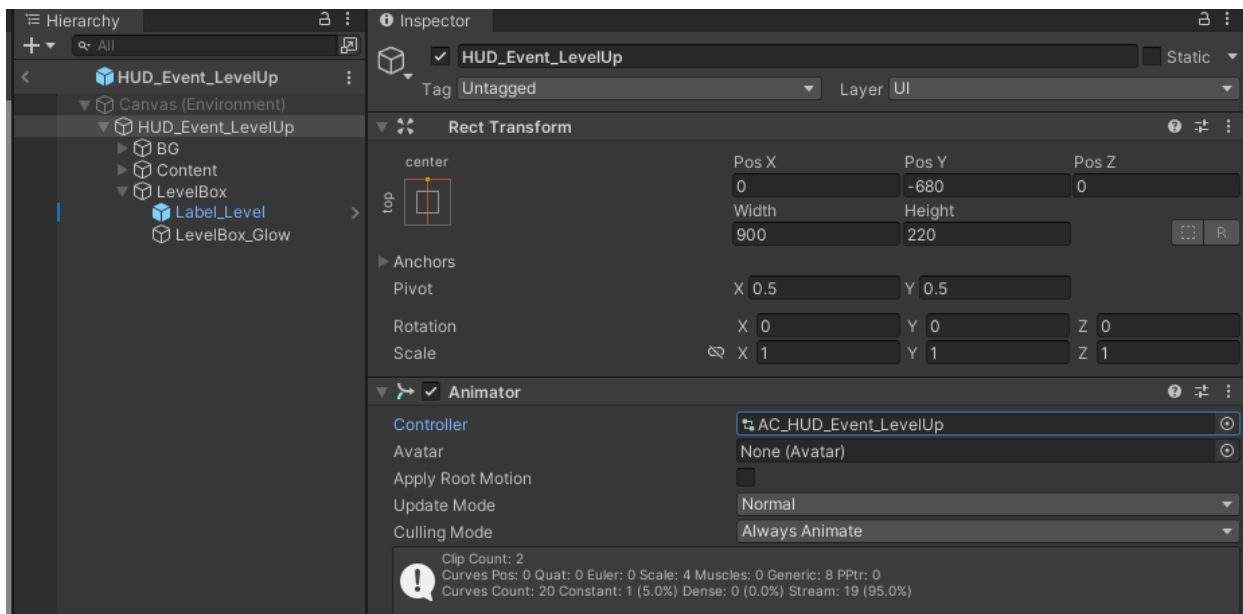 Hierarchy
All
HUD_Event_LevelUp
Canvas (Environment)
HUD_Event_LevelUp
BG
Content
LevelBox
Label_Level
LevelBox_Glow
Inspector
HUD_Event_LevelUp Static
Tag Untagged Layer UI
Rect Transform
center Pos X Pos Y Pos Z
top 0 -680 0
Width Height
900 220 R
Anchors
Pivot X 0.5 Y 0.5
Rotation X 0 Y 0 Z 0
Scale X 1 Y 1 Z 1
Animator
Controller AC_HUD_Event_LevelUp
Avatar None (Avatar)
Apply Root Motion
Update Mode Normal
Culling Mode Always Animate
Clip Count: 2
Curves Pos: 0 Quat: 0 Euler: 0 Scale: 4 Muscles: 0 Generic: 8 PPtr: 0
Curves Count: 20 Constant: 1 (5.0%) Dense: 0 (0.0%) Stream: 19 (95.0%)